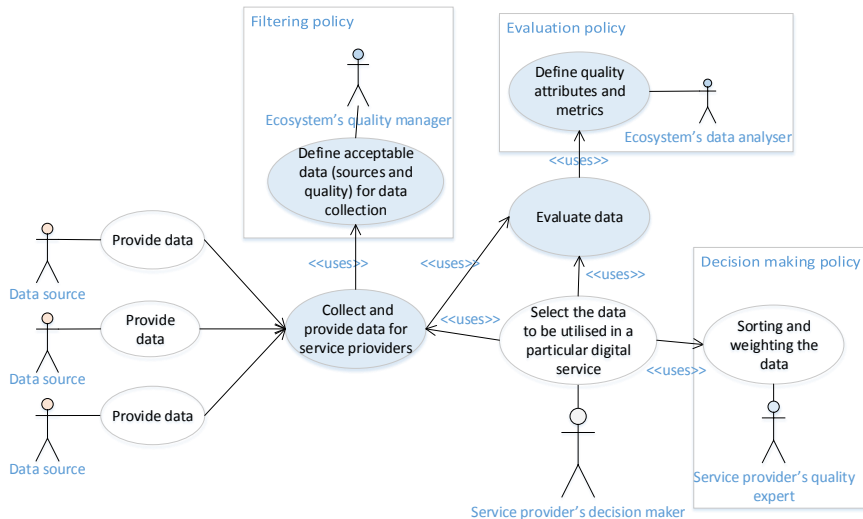 Filtering policy
Ecosystem's quality manager
Define acceptable
data (sources and
quality) for data
collection
<<uses>>
Evaluation policy
Define quality
attributes and
metrics
Ecosystem's data analyser
<<uses>>
Evaluate data
<<uses>>
<<uses>>
Decision making policy
Provide data
Data source
Provide
data
Data source
Provide data
Data source
Collect and
provide data for
service prioviders
<<uses>>
Select the data
to be utilised in a
particular digital
service
<<uses>>
Sorting and
weighting the
data
Service provider's quality
expert
Service provider's decision maker